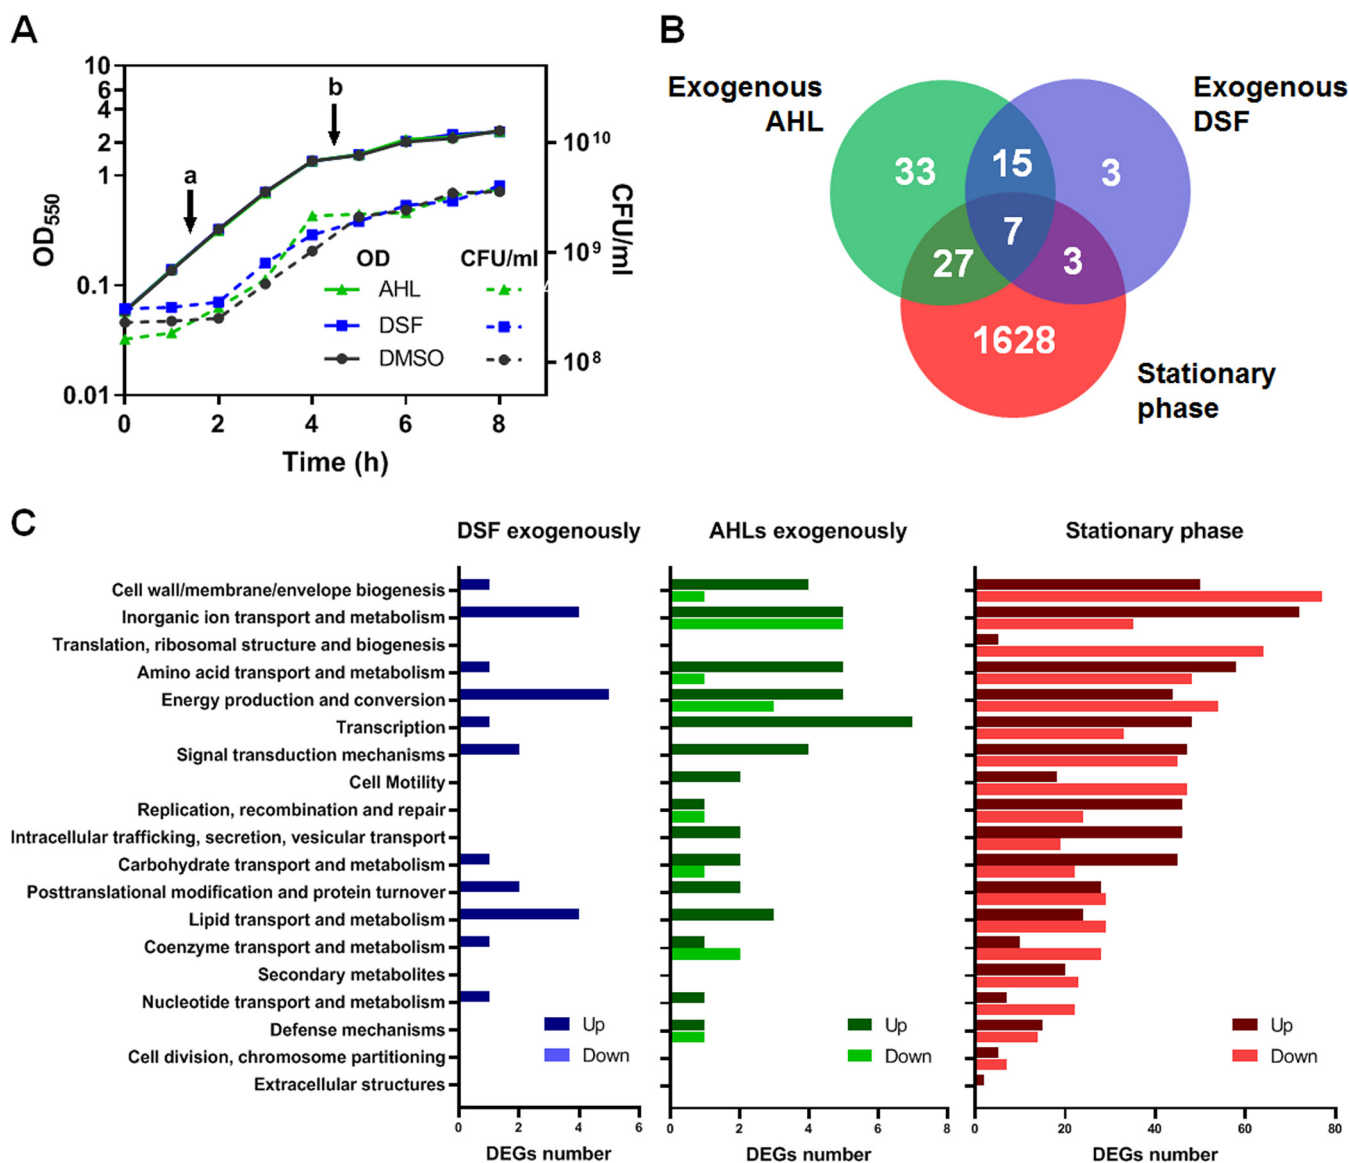 A
10
6
4
2
1
0.1
0.01
OD550
a
b
10^10
10^9
10^8
CFU/ml
OD CFU/ml
AHL
DSF
DMSO
0 2 4 6 8
Time (h)
B
Exogenous
AHL
Exogenous
DSF
33 15 3
7
27 3
1628
Stationary
phase
C
DSF exogenously AHLs exogenously Stationary phase
Cell wall/membrane/envelope biogenesis
Inorganic ion transport and metabolism
Translation, ribosomal structure and biogenesis
Amino acid transport and metabolism
Energy production and conversion
Transcription
Signal transduction mechanisms
Cell Motility
Replication, recombination and repair
Intracellular trafficking, secretion, vesicular transport
Carbohydrate transport and metabolism
Posttranslational modification and protein turnover
Lipid transport and metabolism
Coenzyme transport and metabolism
Secondary metabolites
Nucleotide transport and metabolism
Defense mechanisms
Cell division, chromosome partitioning
Extracellular structures
Up Up Up
Down Down Down
0 2 4 6 0 2 4 6 8 0 20 40 60 80
DEGs number DEGs number DEGs number